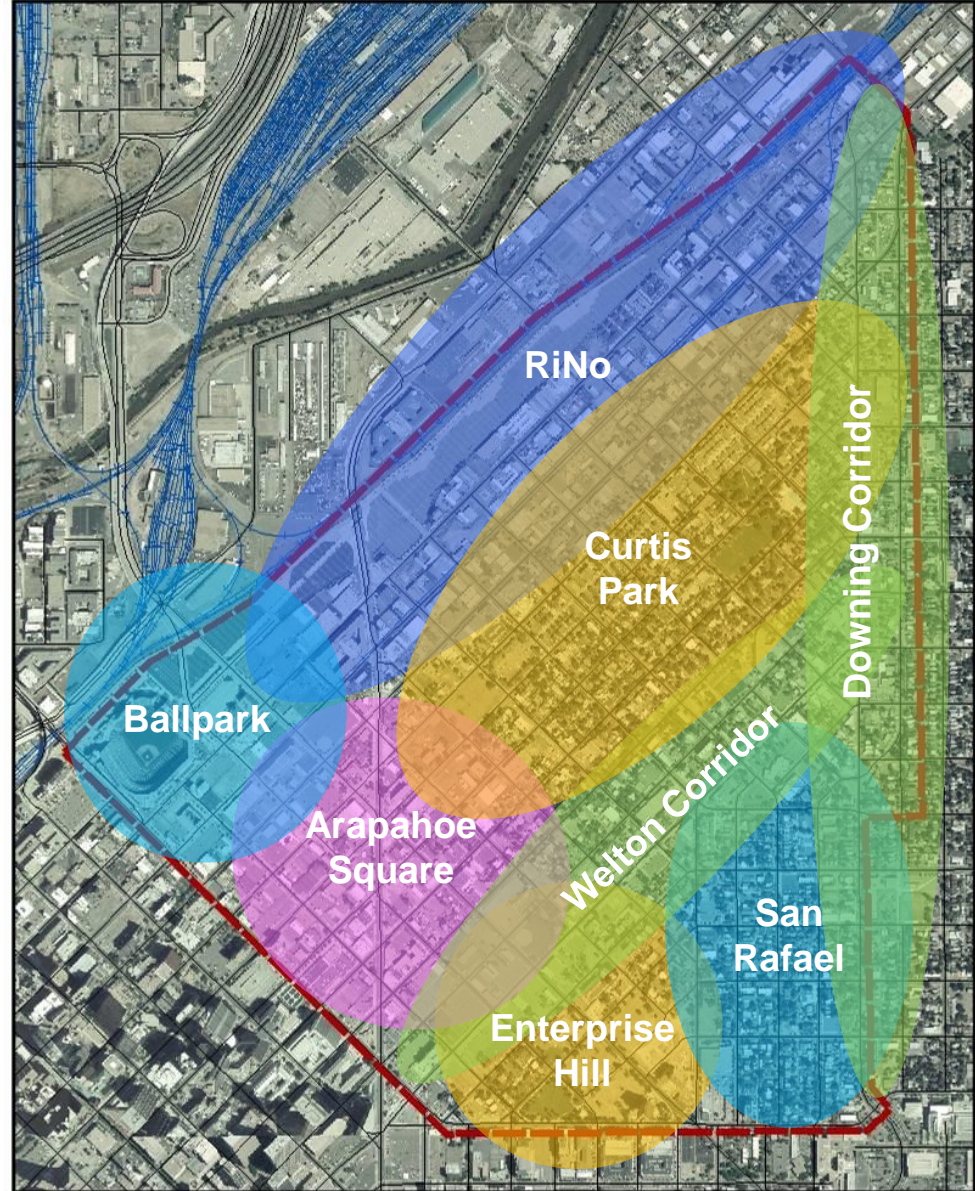 RiNo
Curtis
Park
Downing Corridor
Ballpark
Welton Corridor
Arapahoe
Square
San
Rafael
Enterprise
Hill